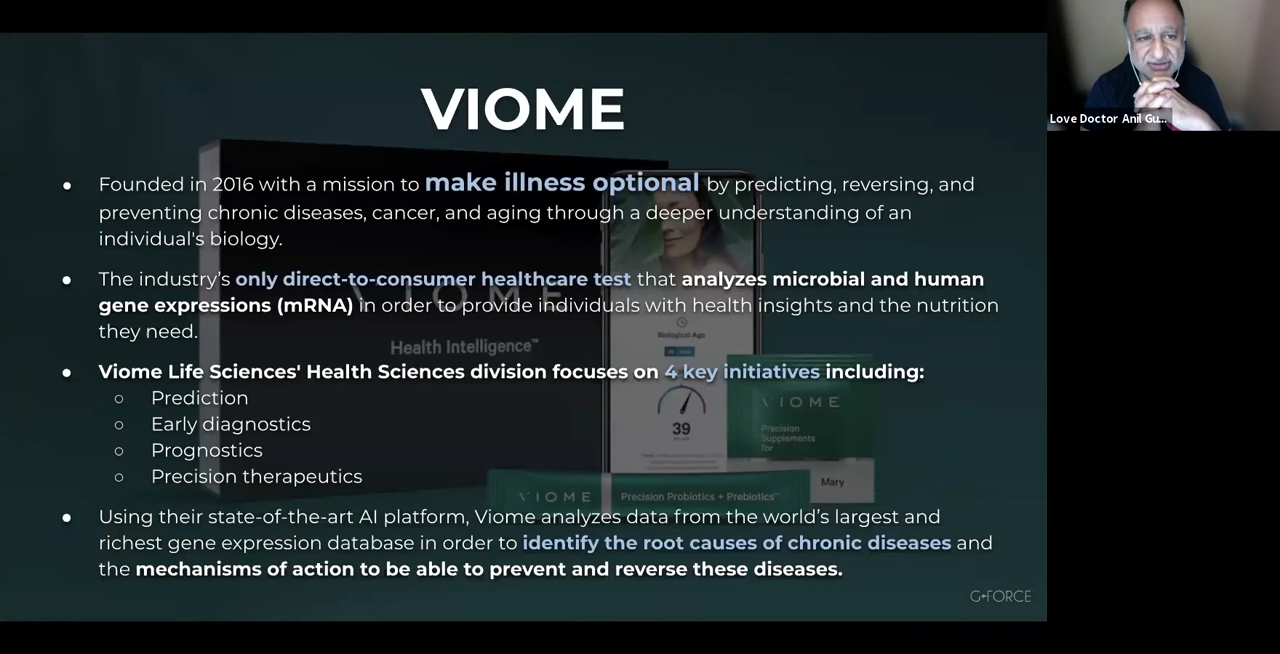 VIOME
Founded in 2016 with a mission to make illness optional by predicting, reversing, and
preventing chronic diseases, cancer, and aging through a deeper understanding of an
individual's biology.
The industry's only direct-to-consumer healthcare test that analyzes microbial and human
gene expressions (mRNA) in order to provide individuals with health insights and the nutrition
they need.
Viome Life Sciences' Health Sciences division focuses on 4 key initiatives including:
Prediction
Early diagnostics
Prognostics
Precision therapeutics
Using their state-of-the-art AI platform, Viome analyzes data from the world's largest and
richest gene expression database in order to identify the root causes of chronic diseases and
the mechanisms of action to be able to prevent and reverse these diseases.
VIOME
Health Intelligence™
Biological Age
39
VIOME
Precision
Supplements
for
Mary
VIOME
Precision Probiotics + Prebiotics™
G+FORCE
Love Doctor Anil Gu...